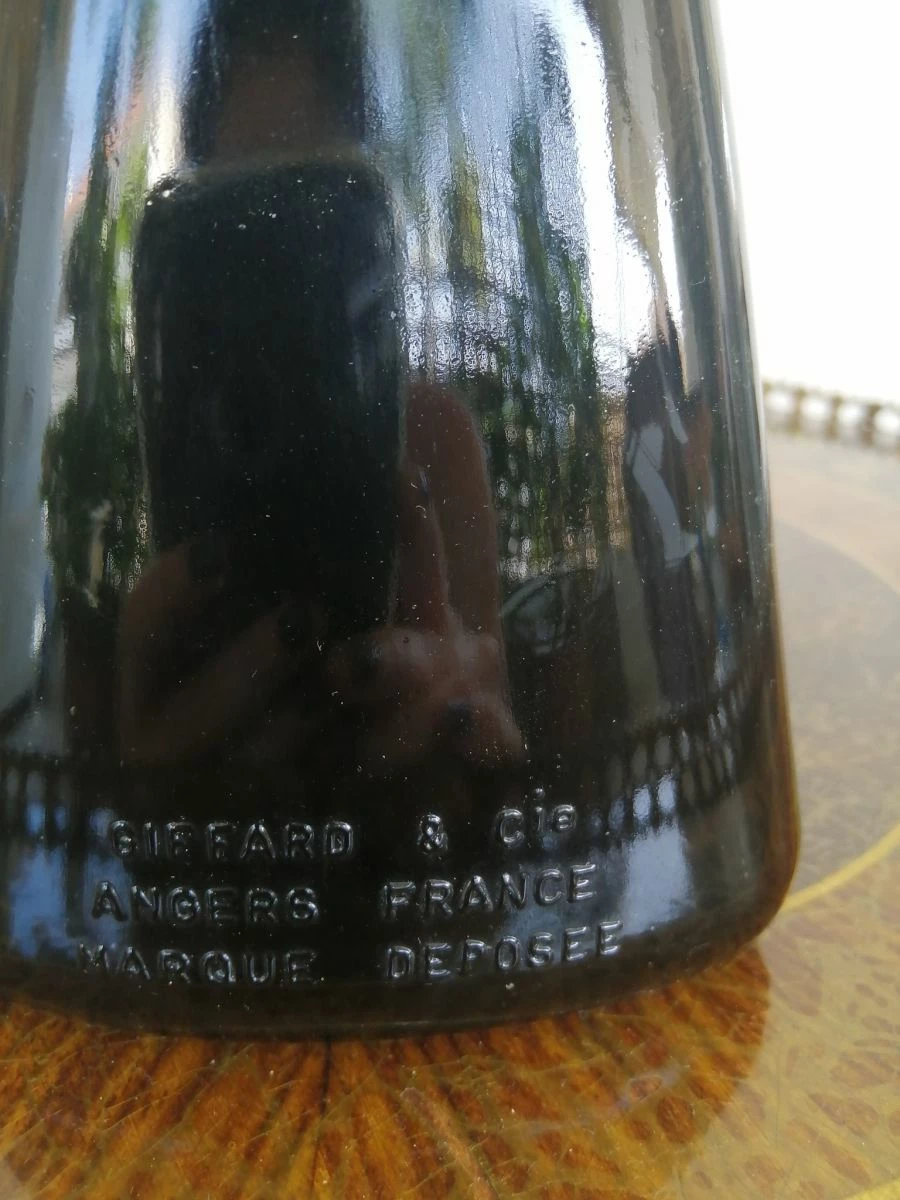 GIFFARD & Cie
ANGERS FRANCE
MARQUE DEPOSEE